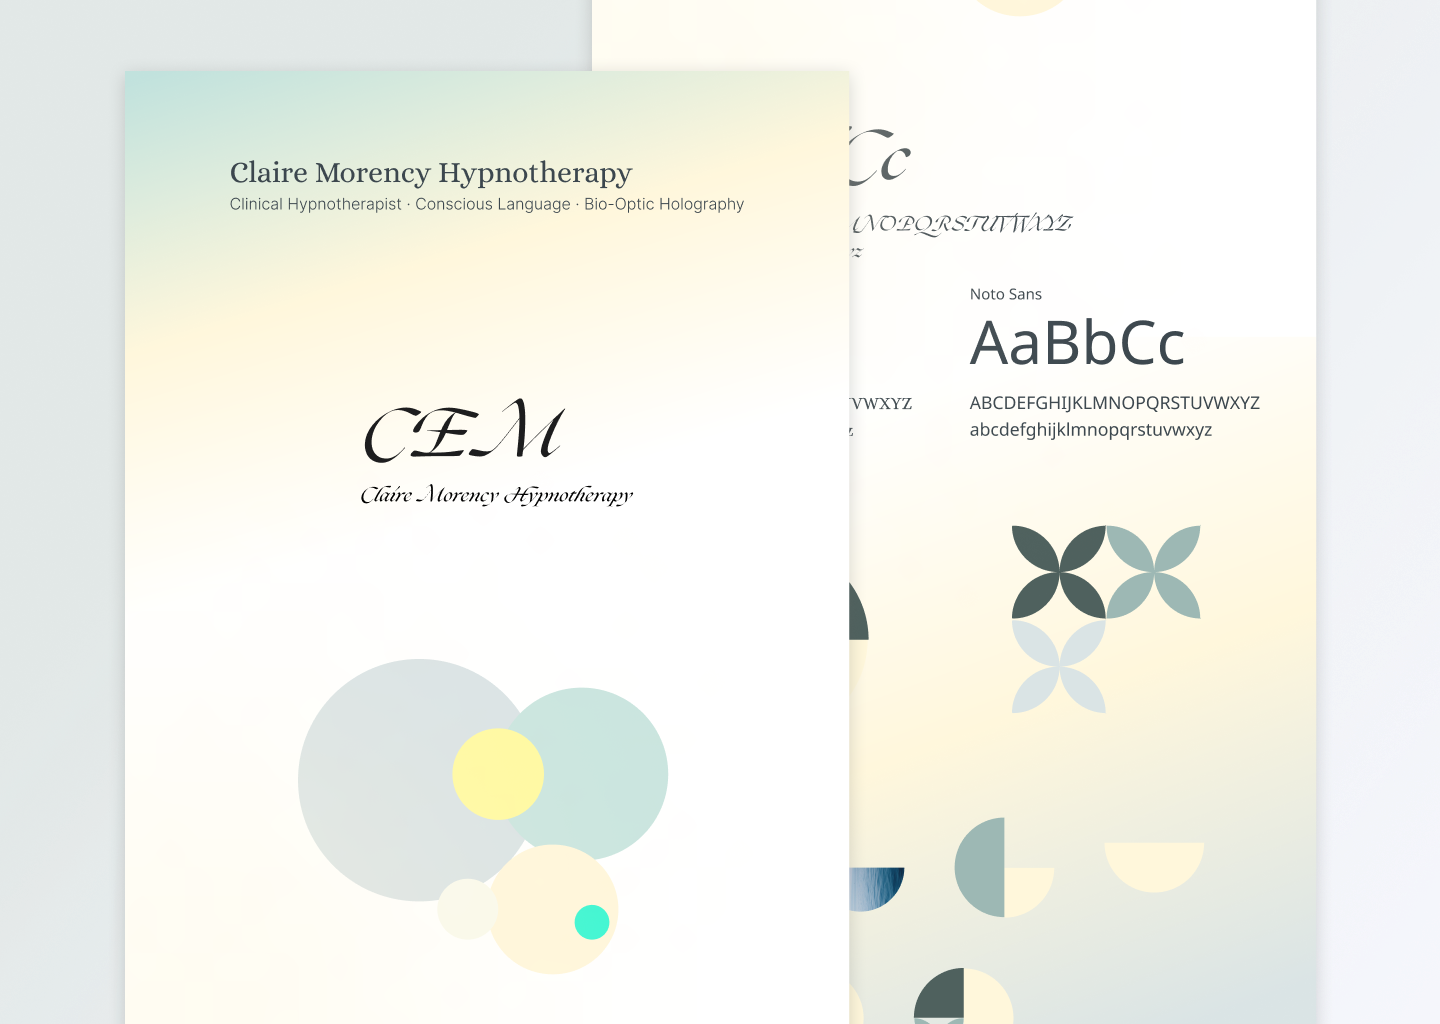 Claire Morency Hypnotherapy
Clinical Hypnotherapist · Conscious Language · Bio-Optic Holography
CEM
Claire Morency Hypnotherapy
Cc
NOPQRSTUVWXYZ
yz
Noto Sans
AaBbCc
VWXYZ
z
ABCDEFGHIJKLMNOPQRSTUVWXYZ
abcdefghijklmnopqrstuvwxyz